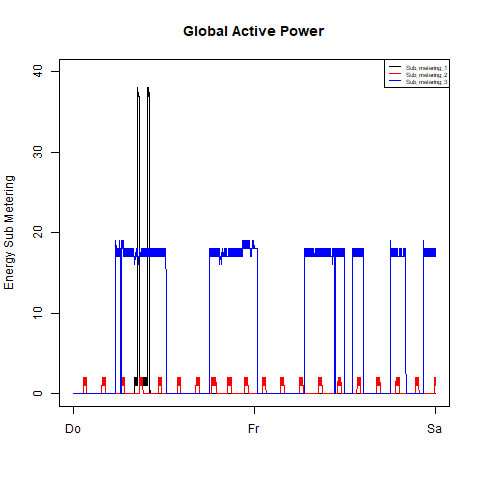 Global Active Power
Sub_metering_1
Sub_metering_2
Sub_metering_3
Energy Sub Metering
40
30
20
10
0
Do Fr Sa